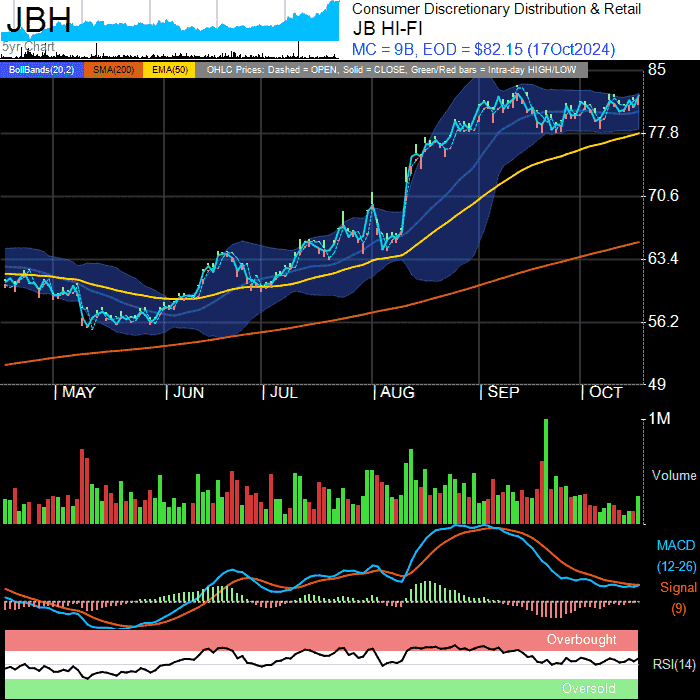 JBH
5yr Chart
Consumer Discretionary Distribution & Retail
JB HI-FI
MC = 9B, EOD = $82.15 (17Oct2024)
BollBands(20,2) SMA(200) EMA(50) OHLC Prices: Dashed = OPEN, Solid = CLOSE, Green/Red bars = Intra-day HIGH/LOW
85
77.8
70.6
63.4
56.2
49
MAY JUN JUL AUG SEP OCT
1M
Volume
MACD
(12-26)
Signal
(9)
Overbought
RSI(14)
Oversold